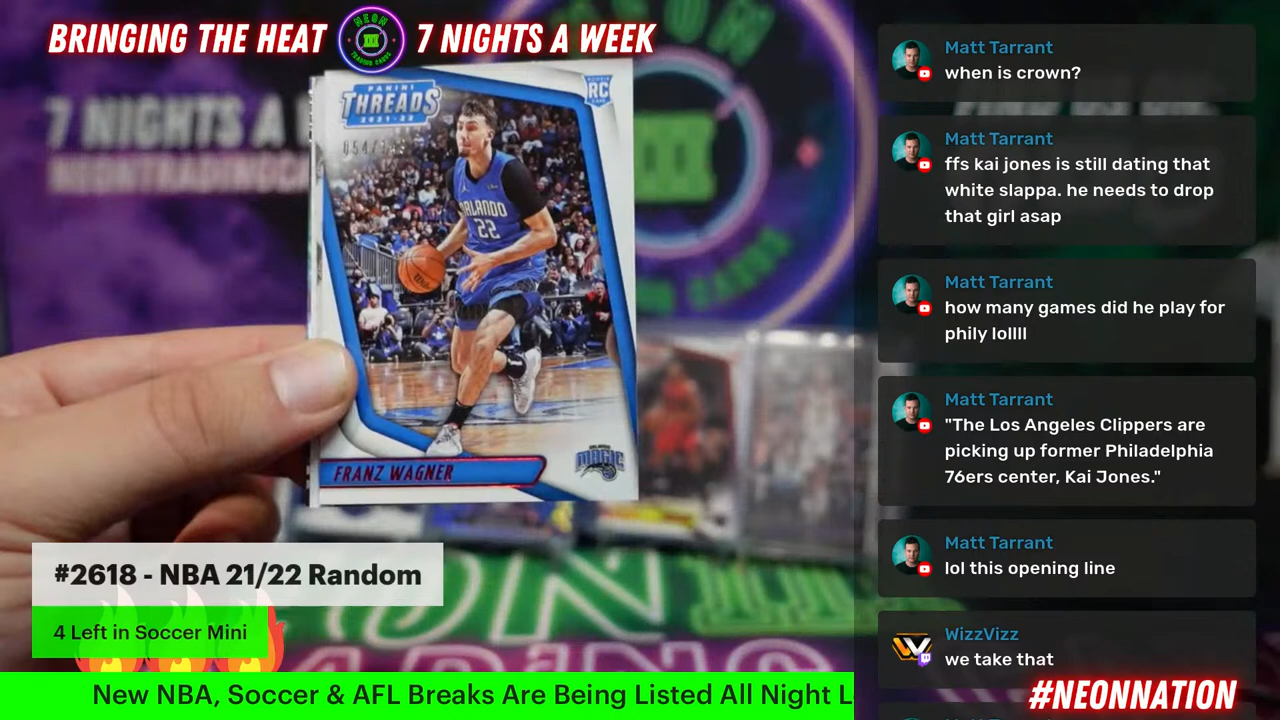 BRINGING THE HEAT
NEON
III
TRADING CARDS
7 NIGHTS A WEEK
7 NIGHTS A
PANINI
THREADS
2021-22
RC
ORLANDO
22
FRANZ WAGNER
MAGIC
#2618 - NBA 21/22 Random
4 Left in Soccer Mini
New NBA, Soccer & AFL Breaks Are Being Listed All Night L
Matt Tarrant
when is crown?
Matt Tarrant
ffs kai jones is still dating that
white slappa. he needs to drop
that girl asap
Matt Tarrant
how many games did he play for
phily lollll
Matt Tarrant
"The Los Angeles Clippers are
picking up former Philadelphia
76ers center, Kai Jones."
Matt Tarrant
lol this opening line
WizzVizz
we take that
#NEONNATION